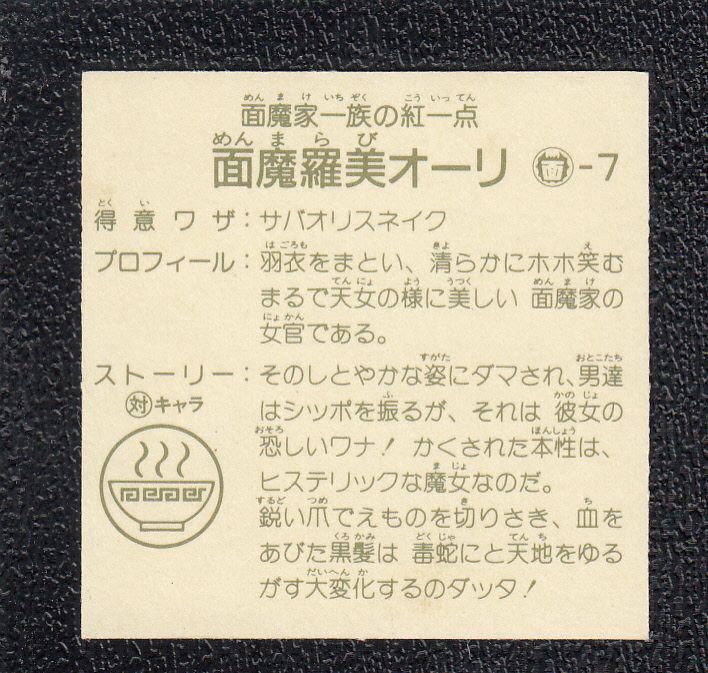 面魔家一族の紅一点
面魔羅美オーリ -7
得意ワザ：サバオリスネイク
プロフィール：羽衣をまとい、清らかにホホ笑む
まるで天女の様に美しい 面魔家の
女官である。
ストーリー：そのしとやかな姿にダマされ、男達
対キャラ はシッポを振るが、それは 彼女の
恐しいワナ！ かくされた本性は、
ヒステリックな魔女なのだ。
鋭い爪でえものを切りさき、血を
あびた黒髪は 毒蛇にと天地をゆる
がす大変化するのダッタ！